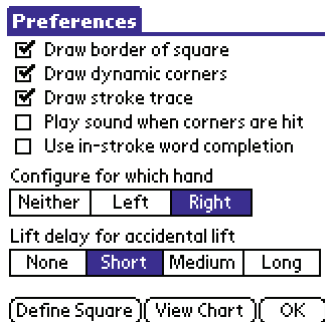 Preferences
Draw border of square
Draw dynamic corners
Draw stroke trace
Play sound when corners are hit
Use in-stroke word completion
Configure for which hand
Neither Left Right
Lift delay for accidental lift
None Short Medium Long
Define Square View Chart OK